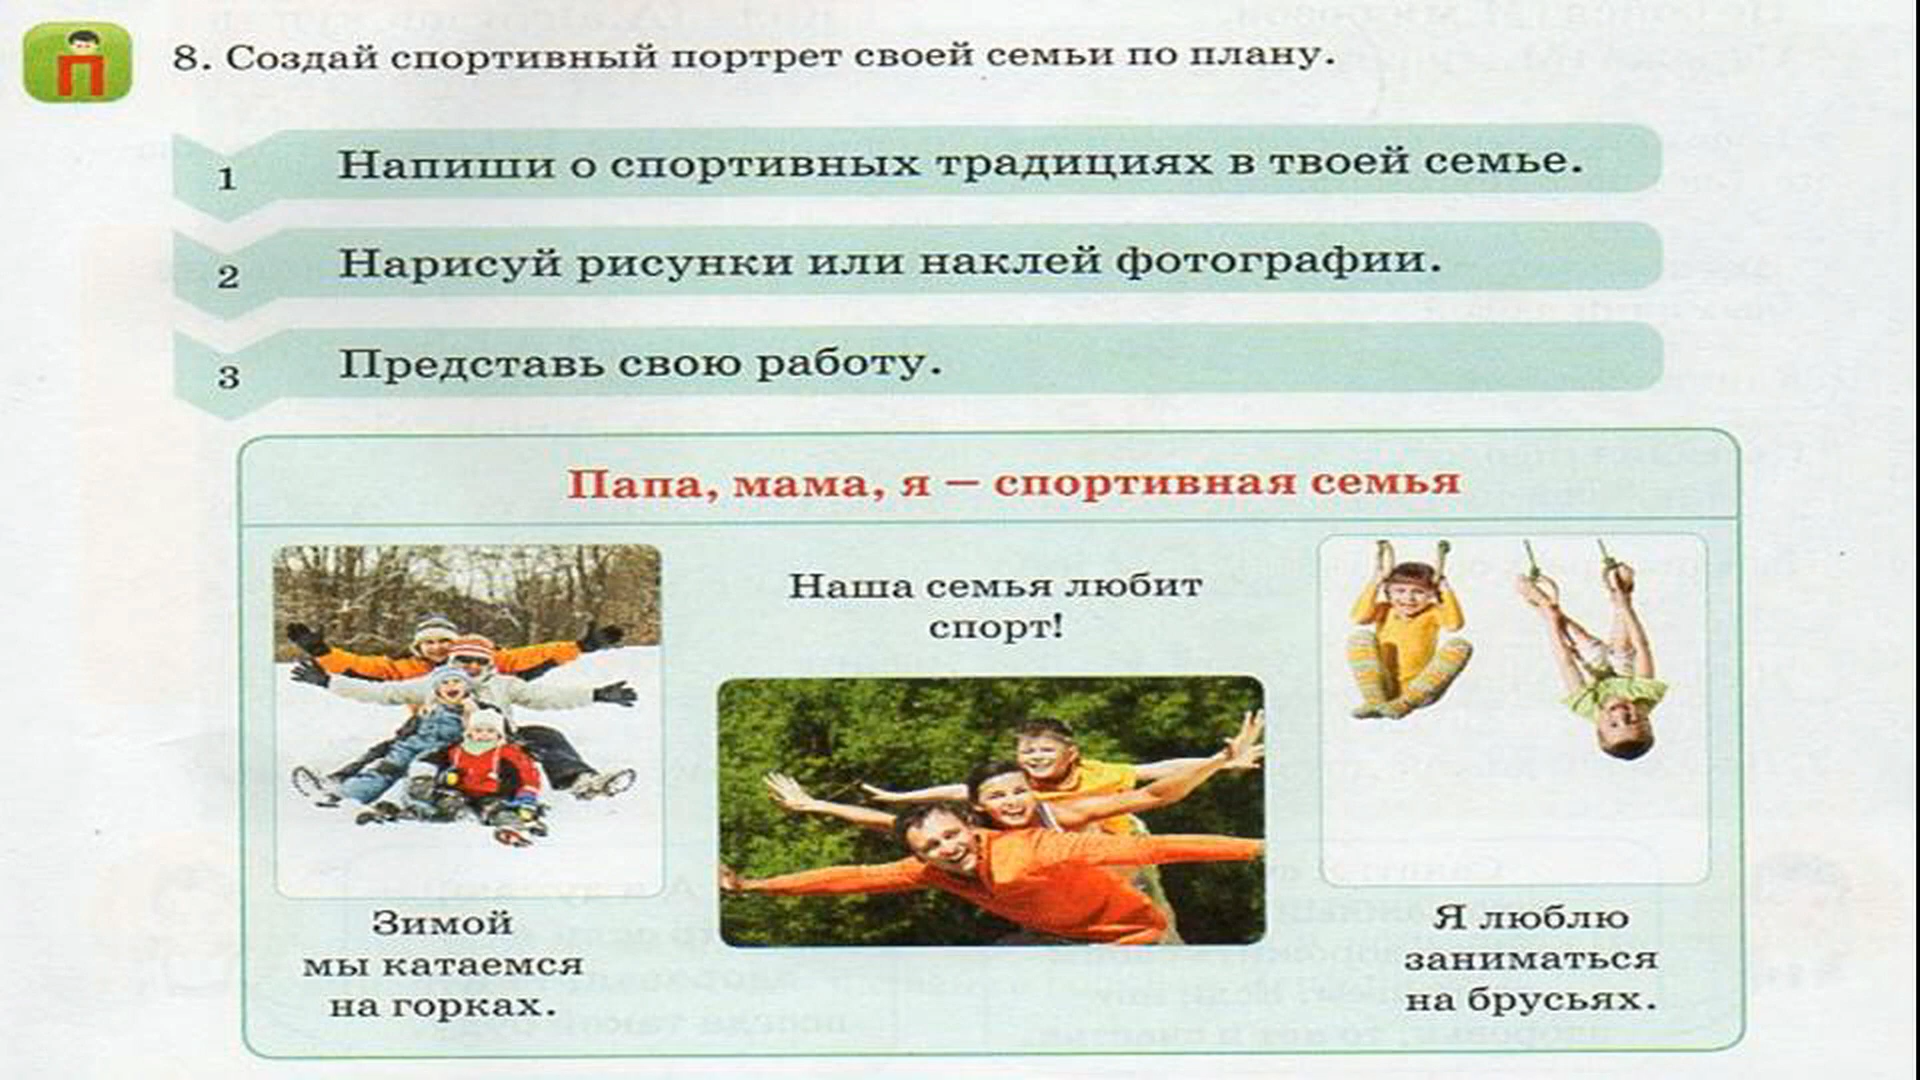 8. Создай спортивный портрет своей семьи по плану.
1 Напиши о спортивных традициях в твоей семье.
2 Нарисуй рисунки или наклей фотографии.
3 Представь свою работу.
Папа, мама, я — спортивная семья
Наша семья любит
спорт!
Зимой
мы катаемся
на горках.
Я люблю
заниматься
на брусьях.